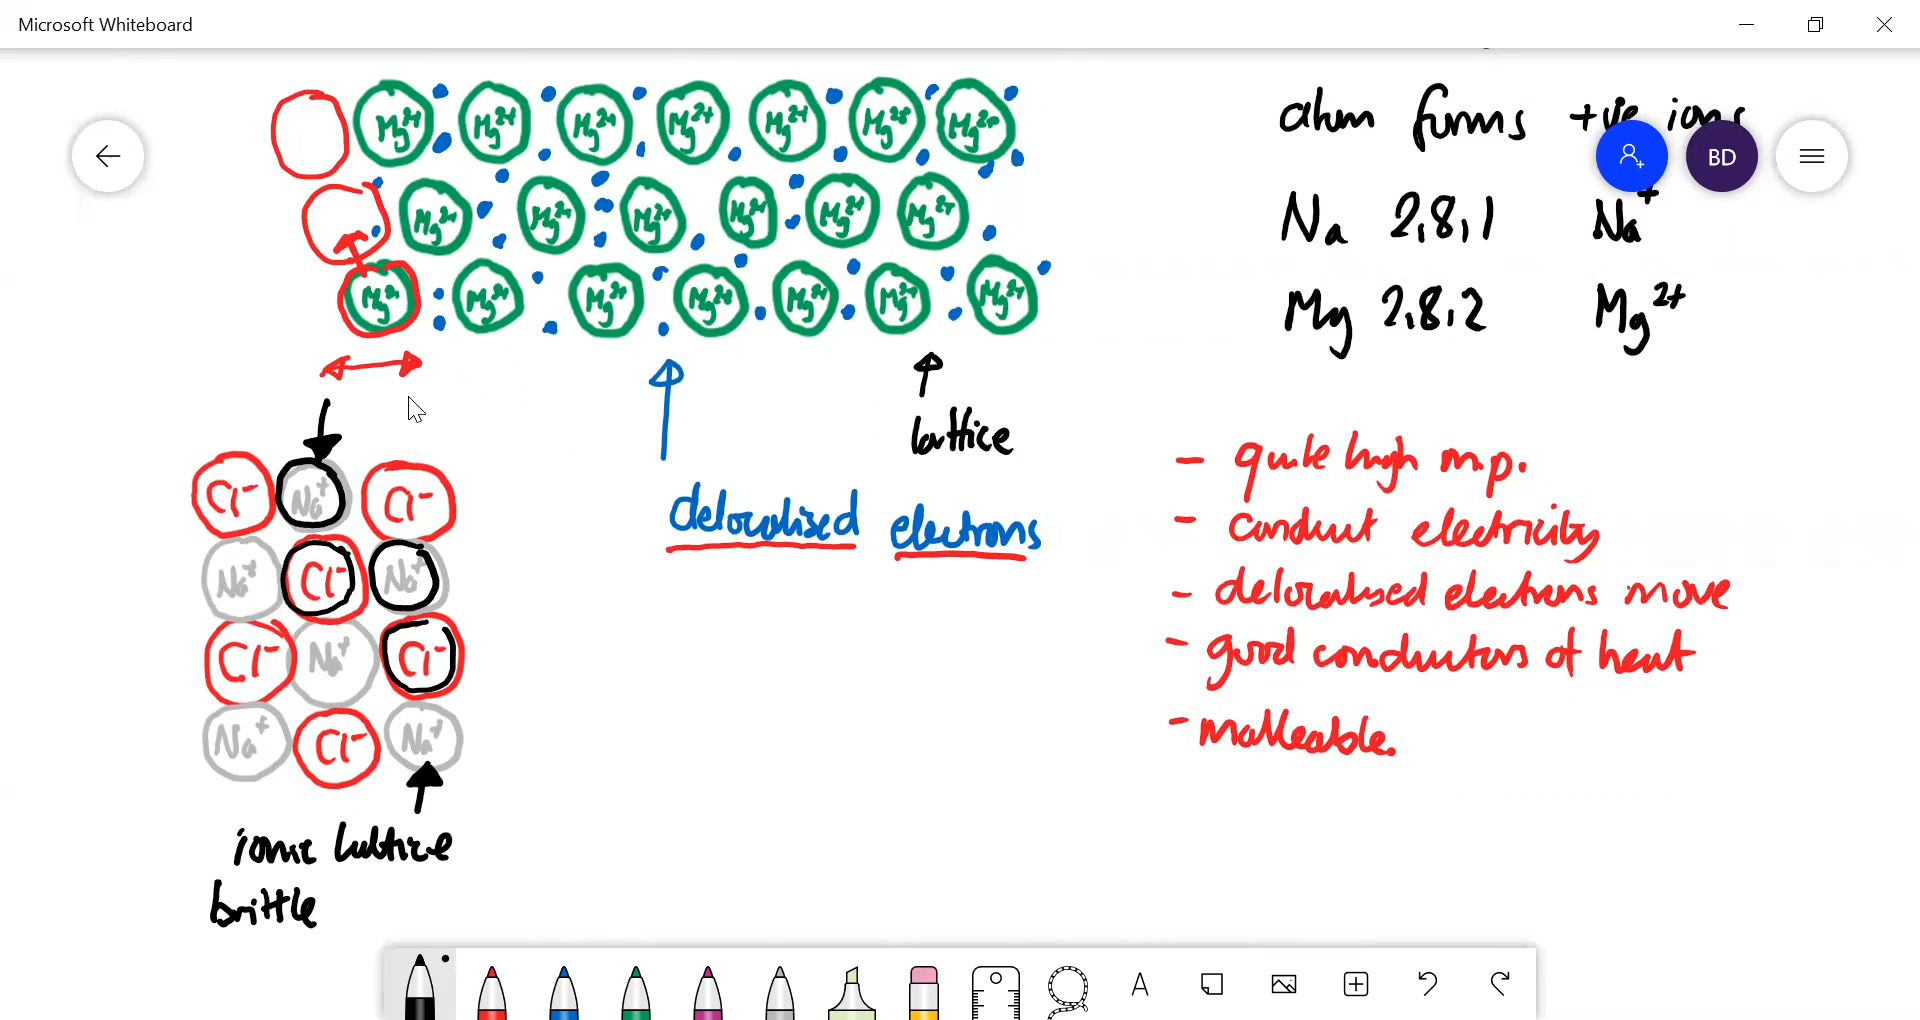 Microsoft Whiteboard
Mg2+ Mg2+ Mg2+ Mg2+ Mg2+ Mg2+ Mg2+
Mg2+ Mg2+ Mg2+ Mg2+ Mg2+ Mg2+
Mg2+ Mg2+ Mg2+ Mg2+ Mg2+ Mg2+ Mg2+
lattice
delocalised electrons
Cl- Na+ Cl-
Na+ Cl- Na+
Cl- Na+ Cl-
Na+ Cl- Na+
ionic lattice
brittle
atom forms +ve ions
BD
Na 2,8,1 Na+
Mg 2,8,2 Mg2+
- quite high m.p.
- conduct electricity
- delocalised electrons move
- good conductors of heat
- malleable.
A